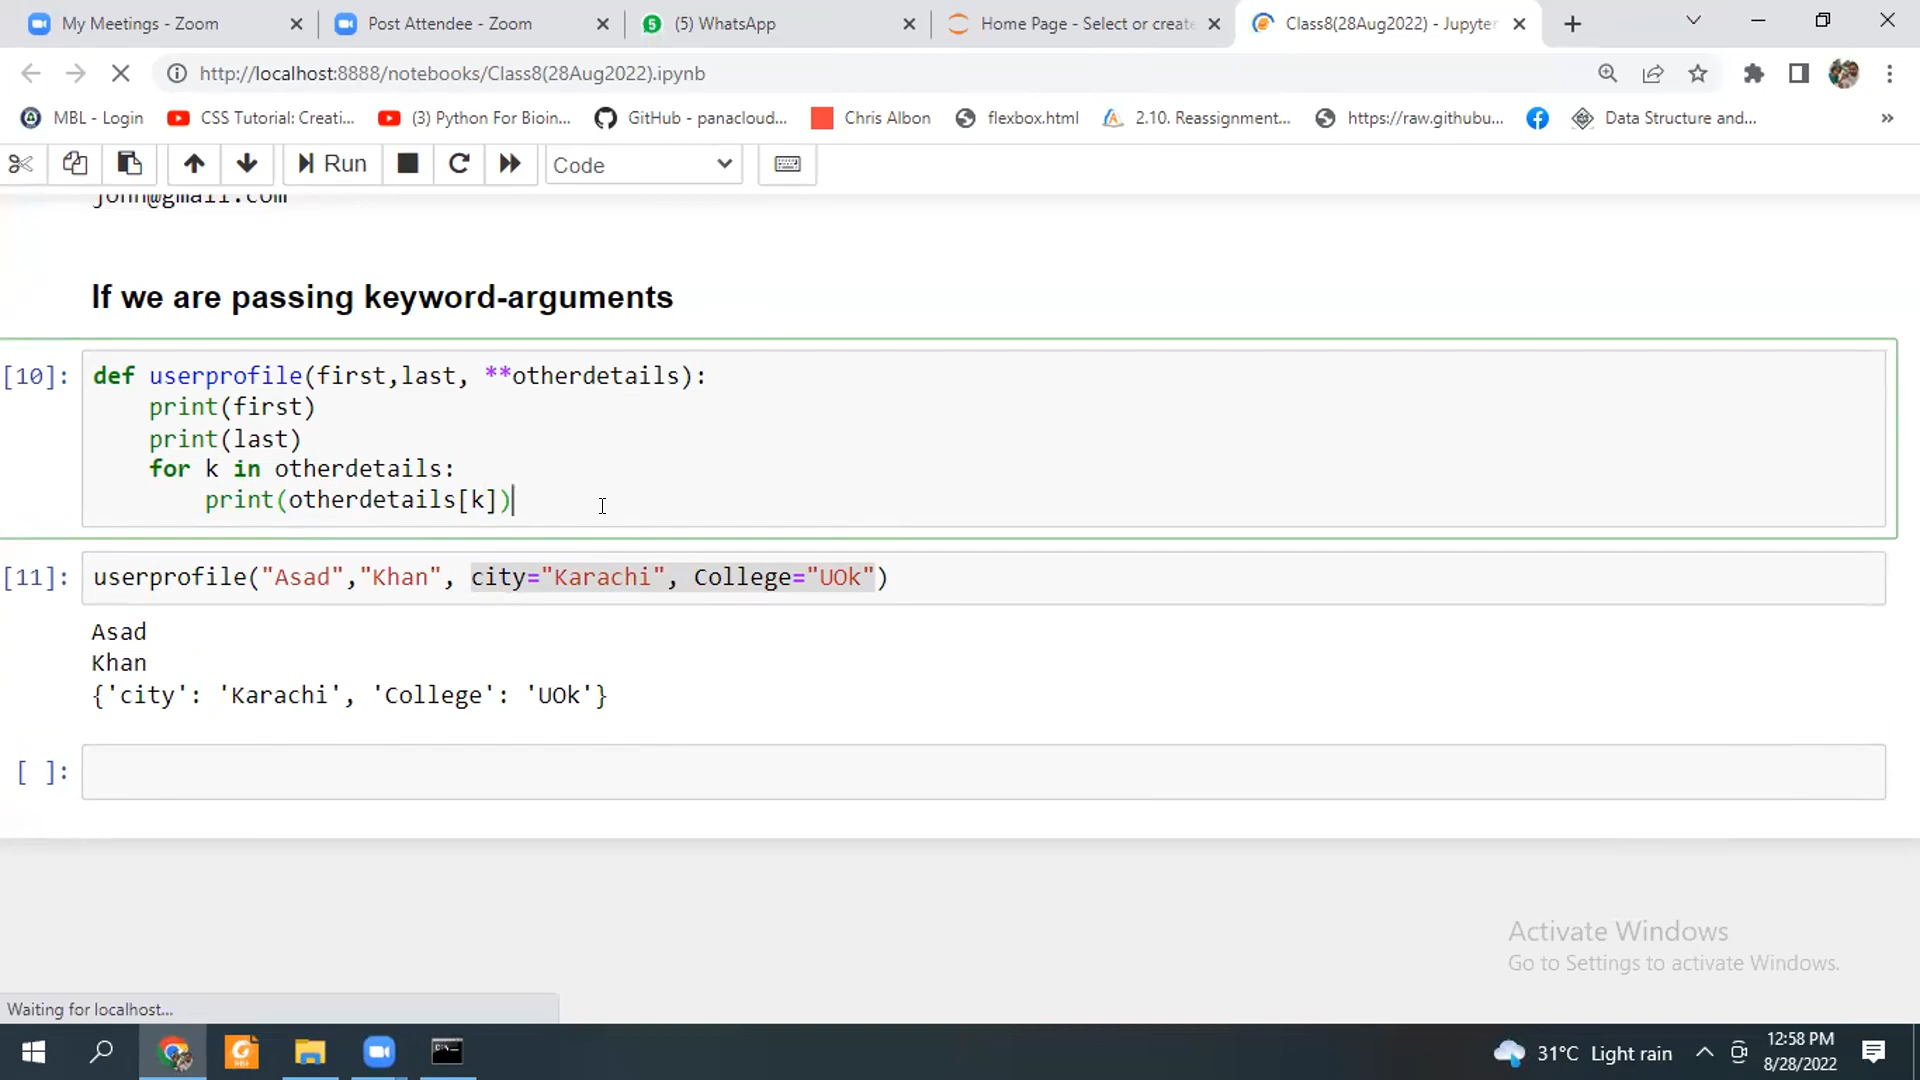 My Meetings - Zoom
Post Attendee - Zoom
5 (5) WhatsApp
Home Page - Select or create
Class8(28Aug2022) - Jupyter
http://localhost:8888/notebooks/Class8(28Aug2022).ipynb
MBL - Login
CSS Tutorial: Creati...
(3) Python For Bioin...
GitHub - panacloud...
Chris Albon
flexbox.html
2.10. Reassignment...
https://raw.githubu...
Data Structure and...
Run
Code
john@gmail.com
If we are passing keyword-arguments
[10]: def userprofile(first,last, **otherdetails):
print(first)
print(last)
for k in otherdetails:
print(otherdetails[k])
[11]: userprofile("Asad","Khan", city="Karachi", College="UOk")
Asad
Khan
{'city': 'Karachi', 'College': 'UOk'}
[ ]:
Activate Windows
Go to Settings to activate Windows.
Waiting for localhost...
31°C Light rain
12:58 PM
8/28/2022